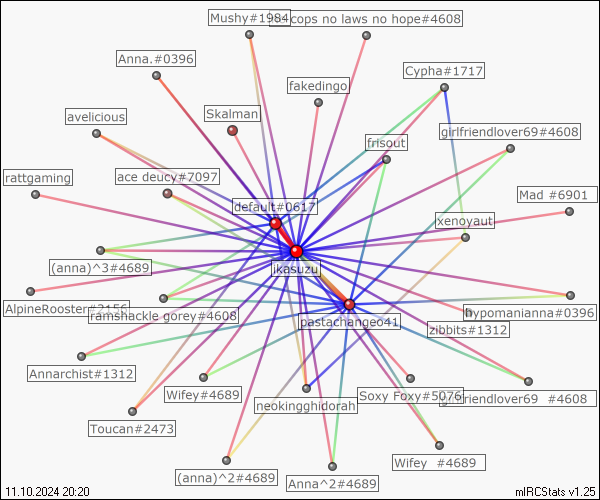 Mushy#1984
cops no laws no hope#4608
Anna.#0396
Cypha#1717
fakedingo
avelicious
Skalman
girlfriendlover69#4608
frisout
rattgaming
ace deucy#7097
Mad #6901
default#0617
xenoyaut
(anna)^3#4689
ikasuzu
AlpineRooster#3156
ramshackle gorey#4608
hypomanianna#0396
pastachange041
zibbits#1312
Annarchist#1312
Wifey#4689
neokingghidorah
Soxy Foxy#5076
girlfriendlover69 #4608
Toucan#2473
(anna)^2#4689
Anna^2#4689
Wifey #4689
11.10.2024 20:20
mIRCStats v1.25